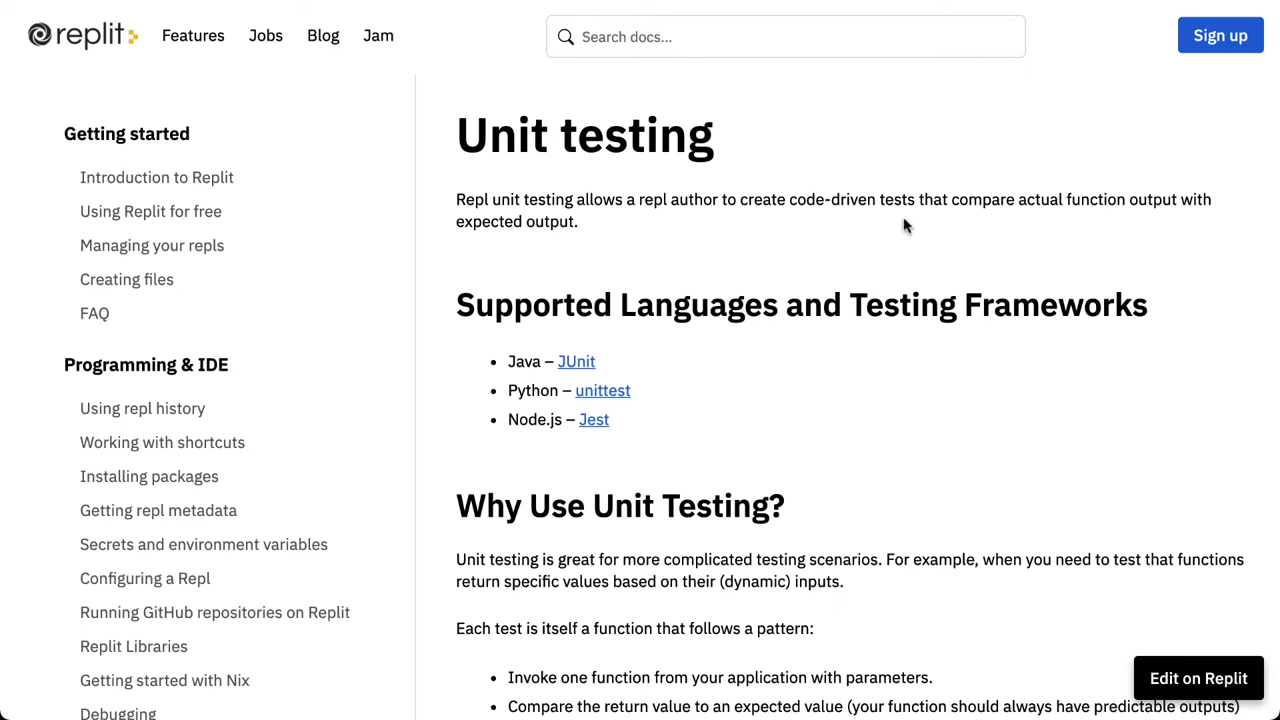 replit Features Jobs Blog Jam Search docs... Sign up
Getting started
Introduction to Replit
Using Replit for free
Managing your repls
Creating files
FAQ
Programming & IDE
Using repl history
Working with shortcuts
Installing packages
Getting repl metadata
Secrets and environment variables
Configuring a Repl
Running GitHub repositories on Replit
Replit Libraries
Getting started with Nix
Debugging
Unit testing
Repl unit testing allows a repl author to create code-driven tests that compare actual function output with
expected output.
Supported Languages and Testing Frameworks
• Java – JUnit
• Python – unittest
• Node.js – Jest
Why Use Unit Testing?
Unit testing is great for more complicated testing scenarios. For example, when you need to test that functions
return specific values based on their (dynamic) inputs.
Each test is itself a function that follows a pattern:
• Invoke one function from your application with parameters.
• Compare the return value to an expected value (your function should always have predictable outputs)
Edit on Replit